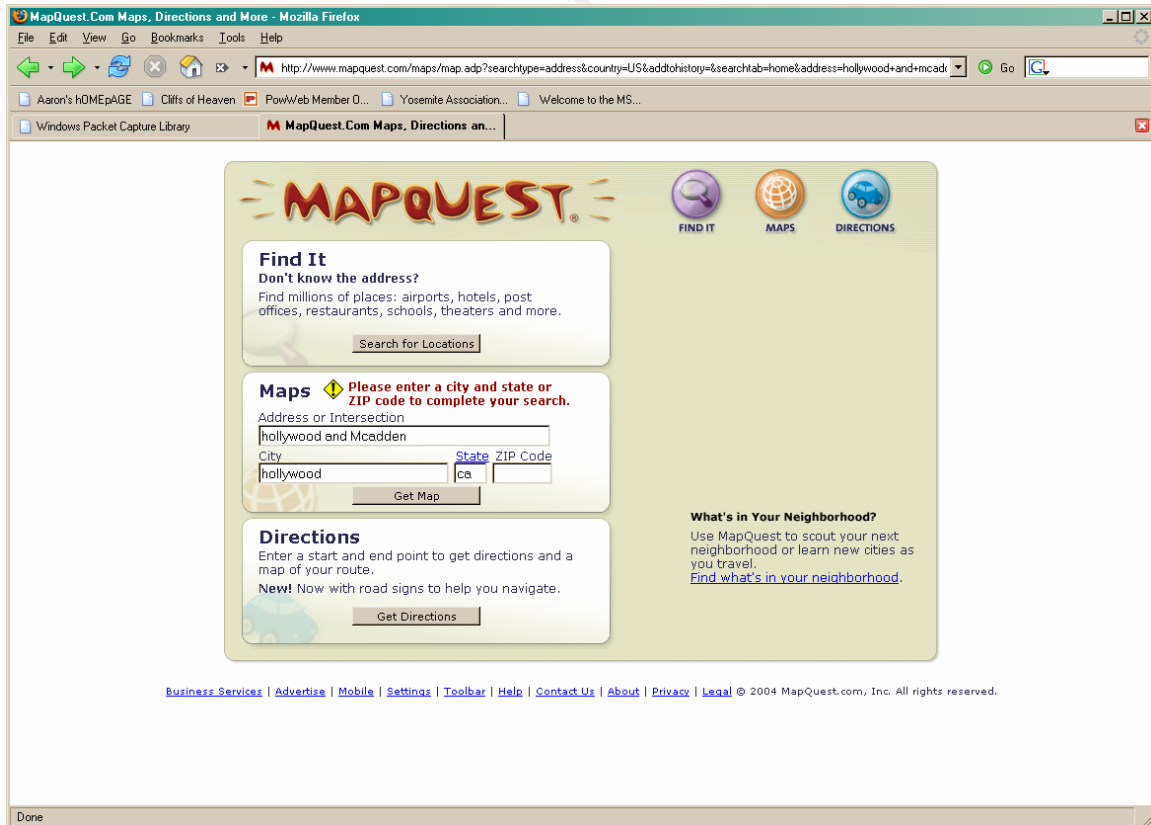 MapQuest.Com Maps, Directions and More - Mozilla Firefox
File Edit View Go Bookmarks Tools Help
http://www.mapquest.com/maps/map.adp?searchtype=address&country=US&addtohistory=&searchtab=home&address=hollywood+and+mcad Go G
Aaron's hOMEpAGE Cliffs of Heaven PowWeb Member O... Yosemite Association... Welcome to the MS...
Windows Packet Capture Library MapQuest.Com Maps, Directions an...
MAPQUEST.®
FIND IT MAPS DIRECTIONS
Find It
Don't know the address?
Find millions of places: airports, hotels, post
offices, restaurants, schools, theaters and more.
Search for Locations
Maps Please enter a city and state or
ZIP code to complete your search.
Address or Intersection
hollywood and Mcadden
City State ZIP Code
hollywood ca
Get Map
Directions
Enter a start and end point to get directions and a
map of your route.
New! Now with road signs to help you navigate.
Get Directions
What's in Your Neighborhood?
Use MapQuest to scout your next
neighborhood or learn new cities as
you travel.
Find what's in your neighborhood.
Business Services | Advertise | Mobile | Settings | Toolbar | Help | Contact Us | About | Privacy | Legal © 2004 MapQuest.com, Inc. All rights reserved.
Done